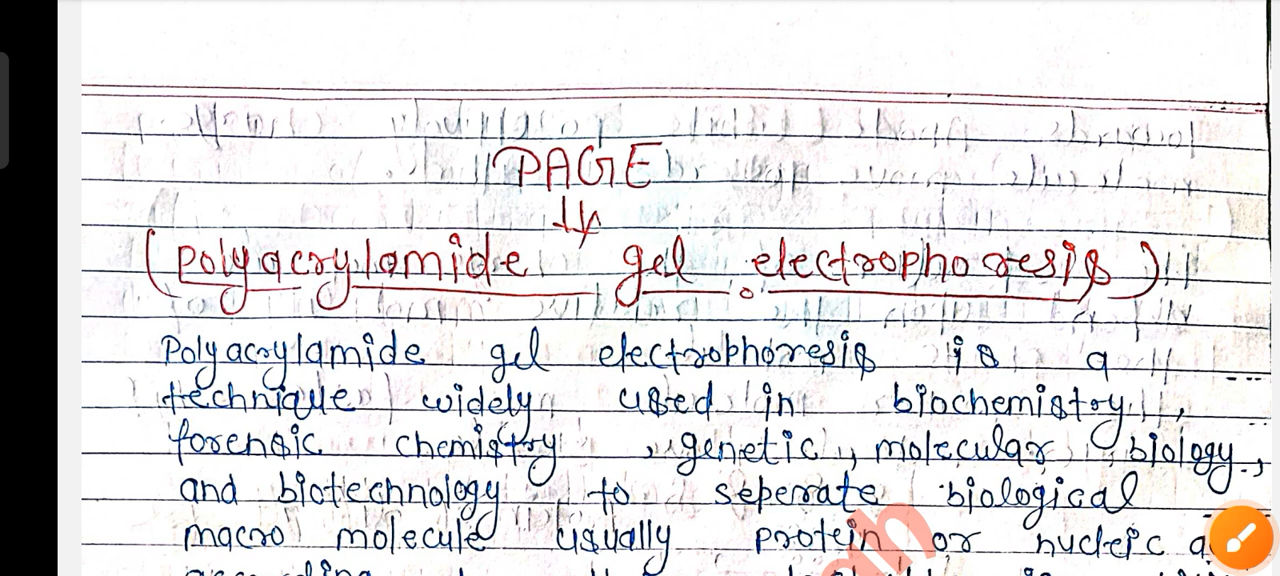 PAGE
(Polyacrylamide gel electrophoresis)
Polyacrylamide gel electrophoresis is a
technique widely used in biochemistry,
forensic chemistry, genetic, molecular biology,
and biotechnology to seperate biological
macro molecule usually protein or nucleic